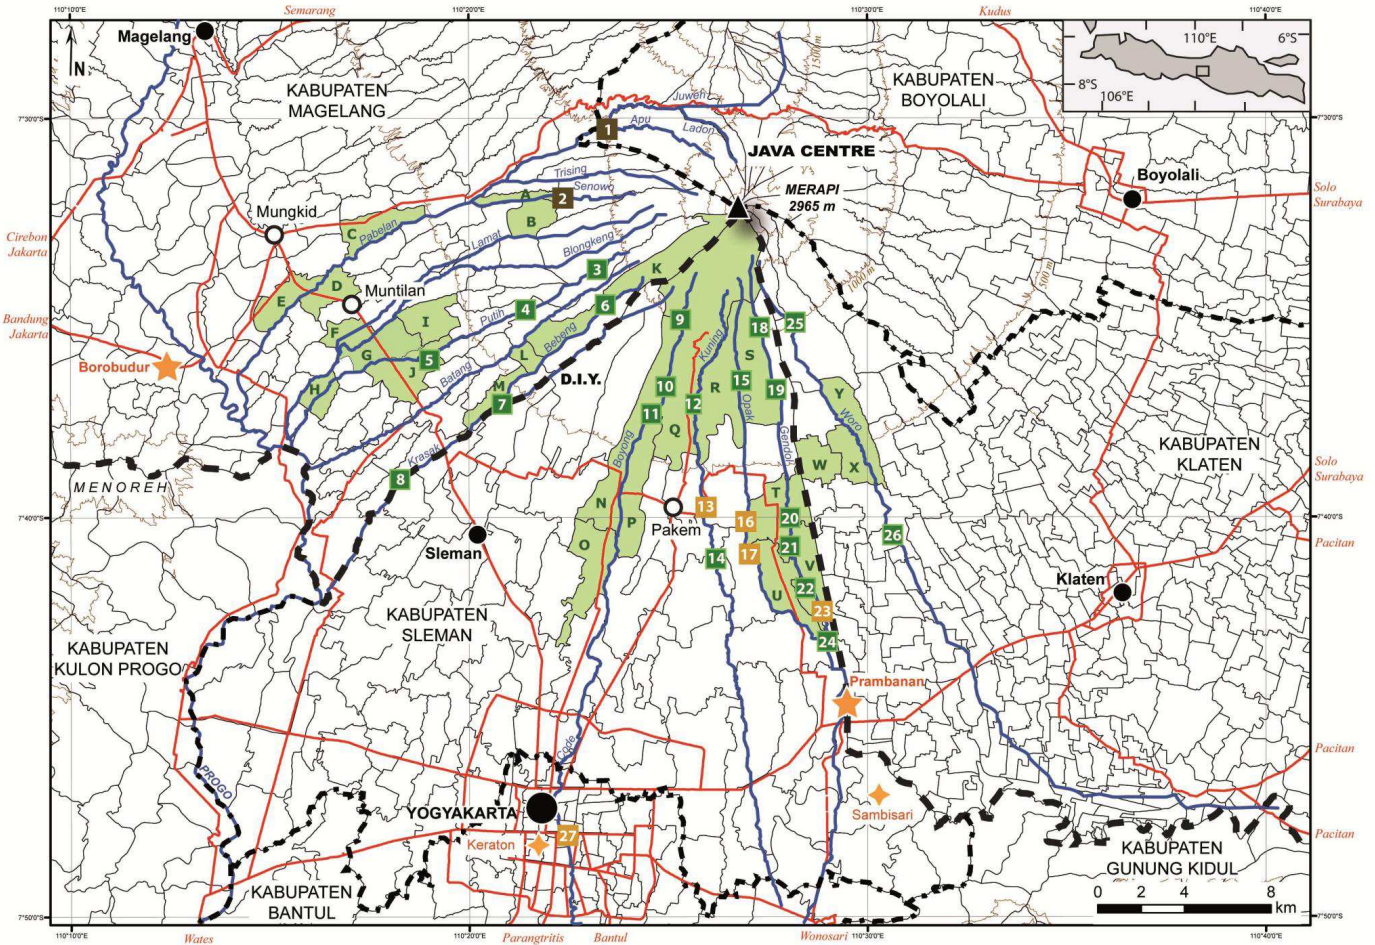 110°10'0"E
Semarang
110°20'0"E
110°30'0"E
Kudus
110°40'0"E
Magelang
N
KABUPATEN
MAGELANG
1500 m
KABUPATEN
BOYOLALI
110°E
6°S
8°S
106°E
7°30'0"S
7°30'0"S
Juweh
Apu
Ladon
1
JAVA CENTRE
Boyolali
Solo
Surabaya
Trising
Senowo
2
A
B
MERAPI
2965 m
Mungkid
C
Pabelan
Lamat
Blongkeng
Cirebon
Jakarta
3
K
1000 m
500 m
D
E
Muntilan
6
4
Putih
I
F
9
18
25
Bandung
Jakarta
Bebeng
Kuning
Borobudur
G
5
J
L
S
H
Batang
M
D.I.Y.
7
10
R
15
19
Y
11
12
Opak
Woro
Q
Gendol
Boyong
KABUPATEN
KLATEN
Krasak
W
X
8
MENOREH
Solo
Surabaya
N
T
13
P
Pakem
16
20
7°40'0"S
7°40'0"S
Sleman
O
14
17
21
26
Pacitan
V
Klaten
U
22
23
KABUPATEN
SLEMAN
24
KABUPATEN
KULON PROGO
Prambanan
Code
Pacitan
PROGO
YOGYAKARTA
Sambisari
Keraton
27
Pacitan
KABUPATEN
GUNUNG KIDUL
KABUPATEN
BANTUL
0 2 4 8
km
7°50'0"S
7°50'0"S
110°10'0"E
Wates
110°20'0"E
Parangtritis
Bantul
Wonosari
110°30'0"E
110°40'0"E